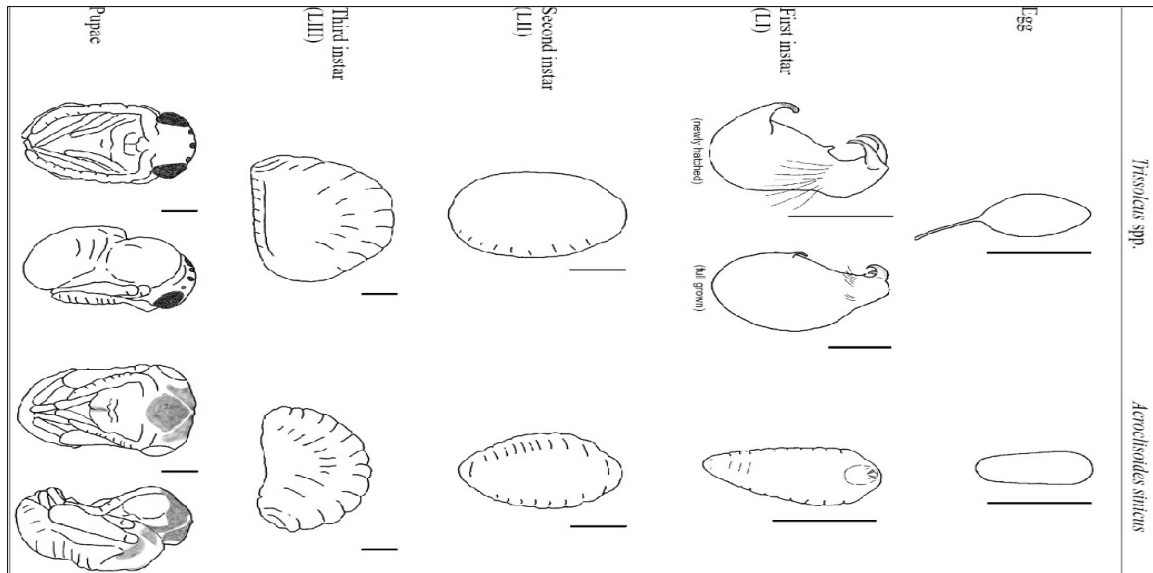 Trissolcus spp.
Acroclisoides sinicus
Egg
First instar
(LI)
(newly hatched)
(full grown)
Second instar
(LII)
Third instar
(LIII)
Pupae